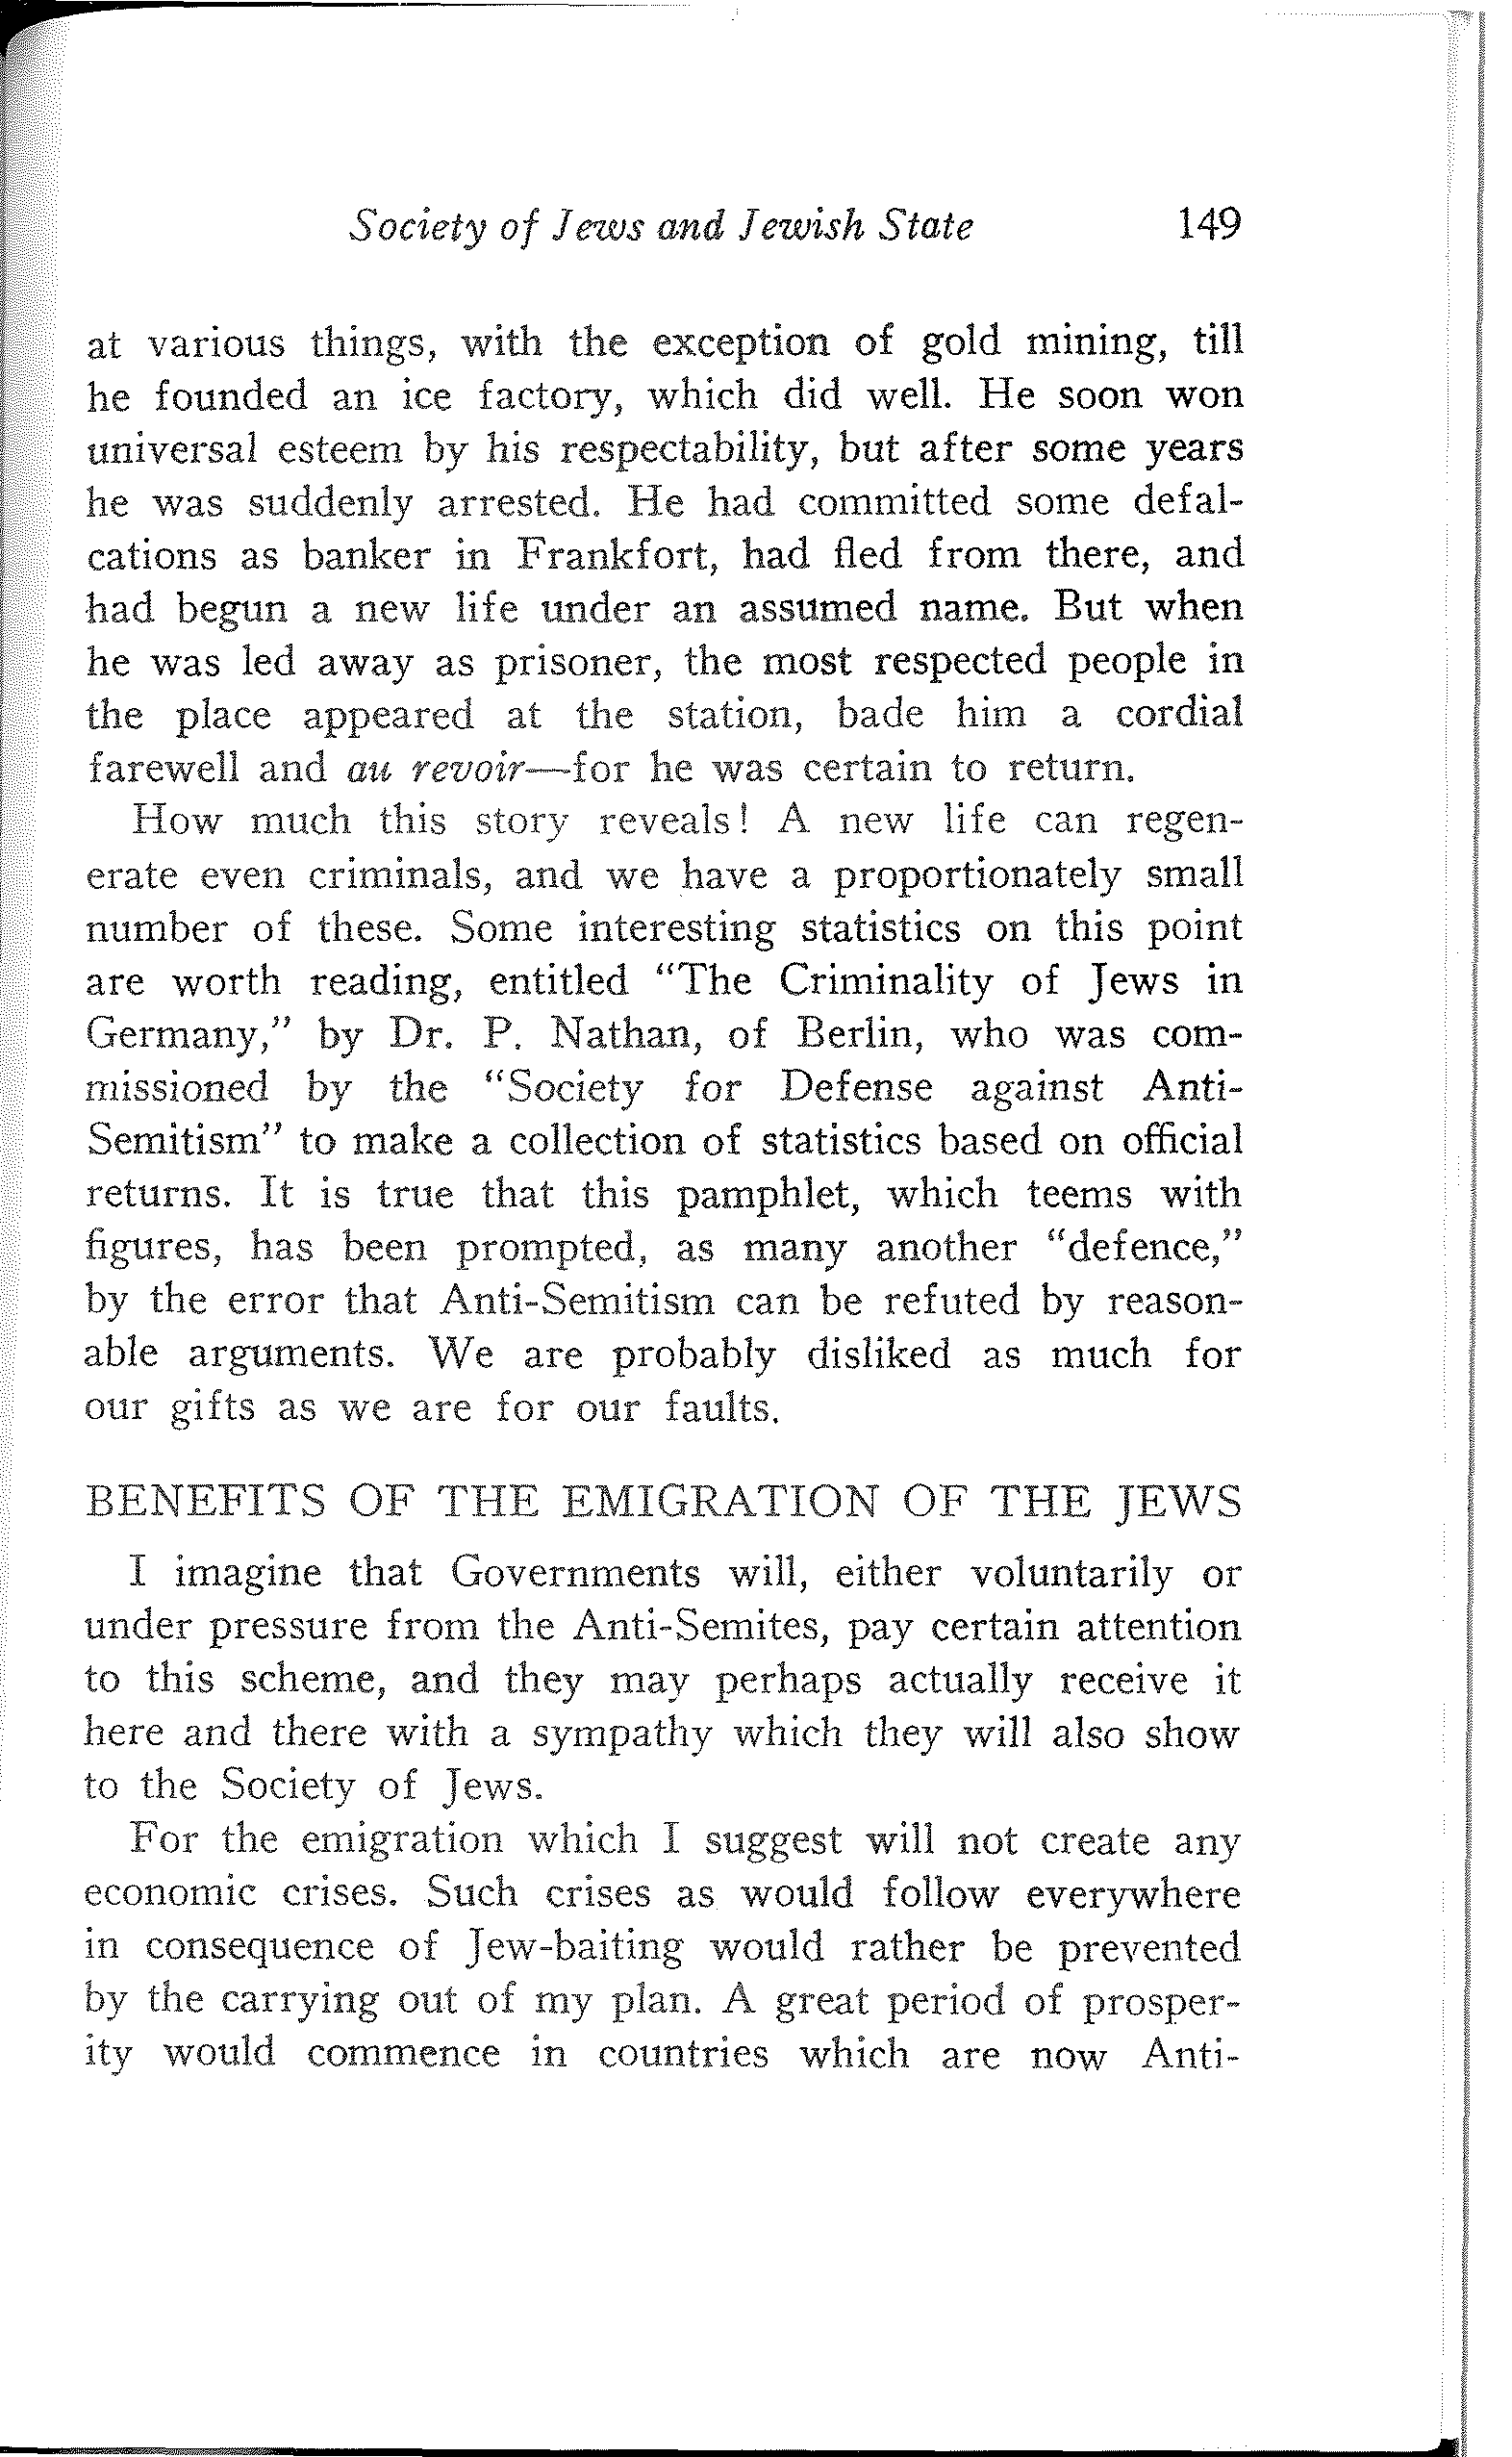 Society of Jews and Jewish State 149
at various things, with the exception of gold mining, till
he founded an ice factory, which did well. He soon won
universal esteem by his respectability, but after some years
he was suddenly arrested. He had committed some defal-
cations as banker in Frankfort, had fled from there, and
had begun a new life under an assumed name. But when
he was led away as prisoner, the most respected people in
the place appeared at the station, bade him a cordial
farewell and au revoir—for he was certain to return.
How much this story reveals! A new life can regen-
erate even criminals, and we have a proportionately small
number of these. Some interesting statistics on this point
are worth reading, entitled “The Criminality of Jews in
Germany,” by Dr. P. Nathan, of Berlin, who was com-
missioned by the “Society for Defense against Anti-
Semitism” to make a collection of statistics based on official
returns. It is true that this pamphlet, which teems with
figures, has been prompted, as many another “defence,”
by the error that Anti-Semitism can be refuted by reason-
able arguments. We are probably disliked as much for
our gifts as we are for our faults.
BENEFITS OF THE EMIGRATION OF THE JEWS
I imagine that Governments will, either voluntarily or
under pressure from the Anti-Semites, pay certain attention
to this scheme, and they may perhaps actually receive it
here and there with a sympathy which they will also show
to the Society of Jews.
For the emigration which I suggest will not create any
economic crises. Such crises as would follow everywhere
in consequence of Jew-baiting would rather be prevented
by the carrying out of my plan. A great period of prosper-
ity would commence in countries which are now Anti-